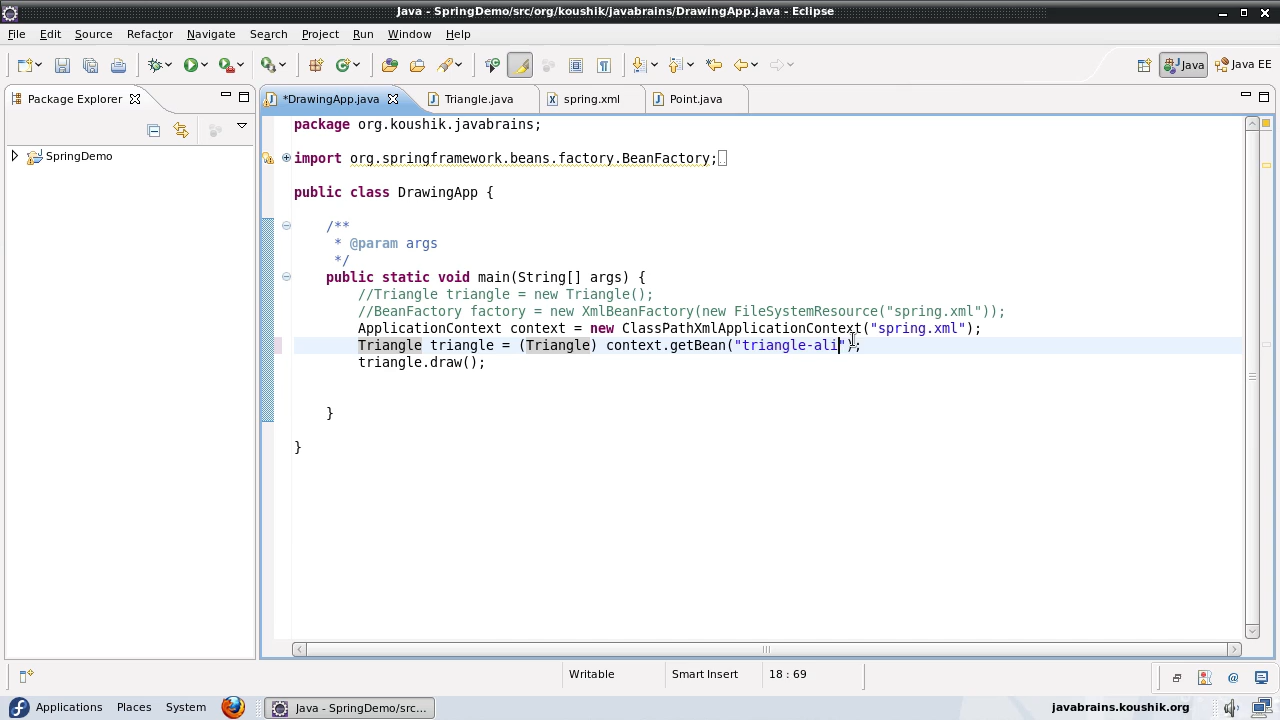 Java - SpringDemo/src/org/koushik/javabrains/DrawingApp.java - Eclipse
File Edit Source Refactor Navigate Search Project Run Window Help
Java Java EE
Package Explorer *DrawingApp.java Triangle.java spring.xml Point.java
SpringDemo
package org.koushik.javabrains;
import org.springframework.beans.factory.BeanFactory;
public class DrawingApp {
/**
* @param args
*/
public static void main(String[] args) {
//Triangle triangle = new Triangle();
//BeanFactory factory = new XmlBeanFactory(new FileSystemResource("spring.xml"));
ApplicationContext context = new ClassPathXmlApplicationContext("spring.xml");
Triangle triangle = (Triangle) context.getBean("triangle-ali");
triangle.draw();
}
}
Writable Smart Insert 18 : 69
Applications Places System Java - SpringDemo/src... javabrains.koushik.org